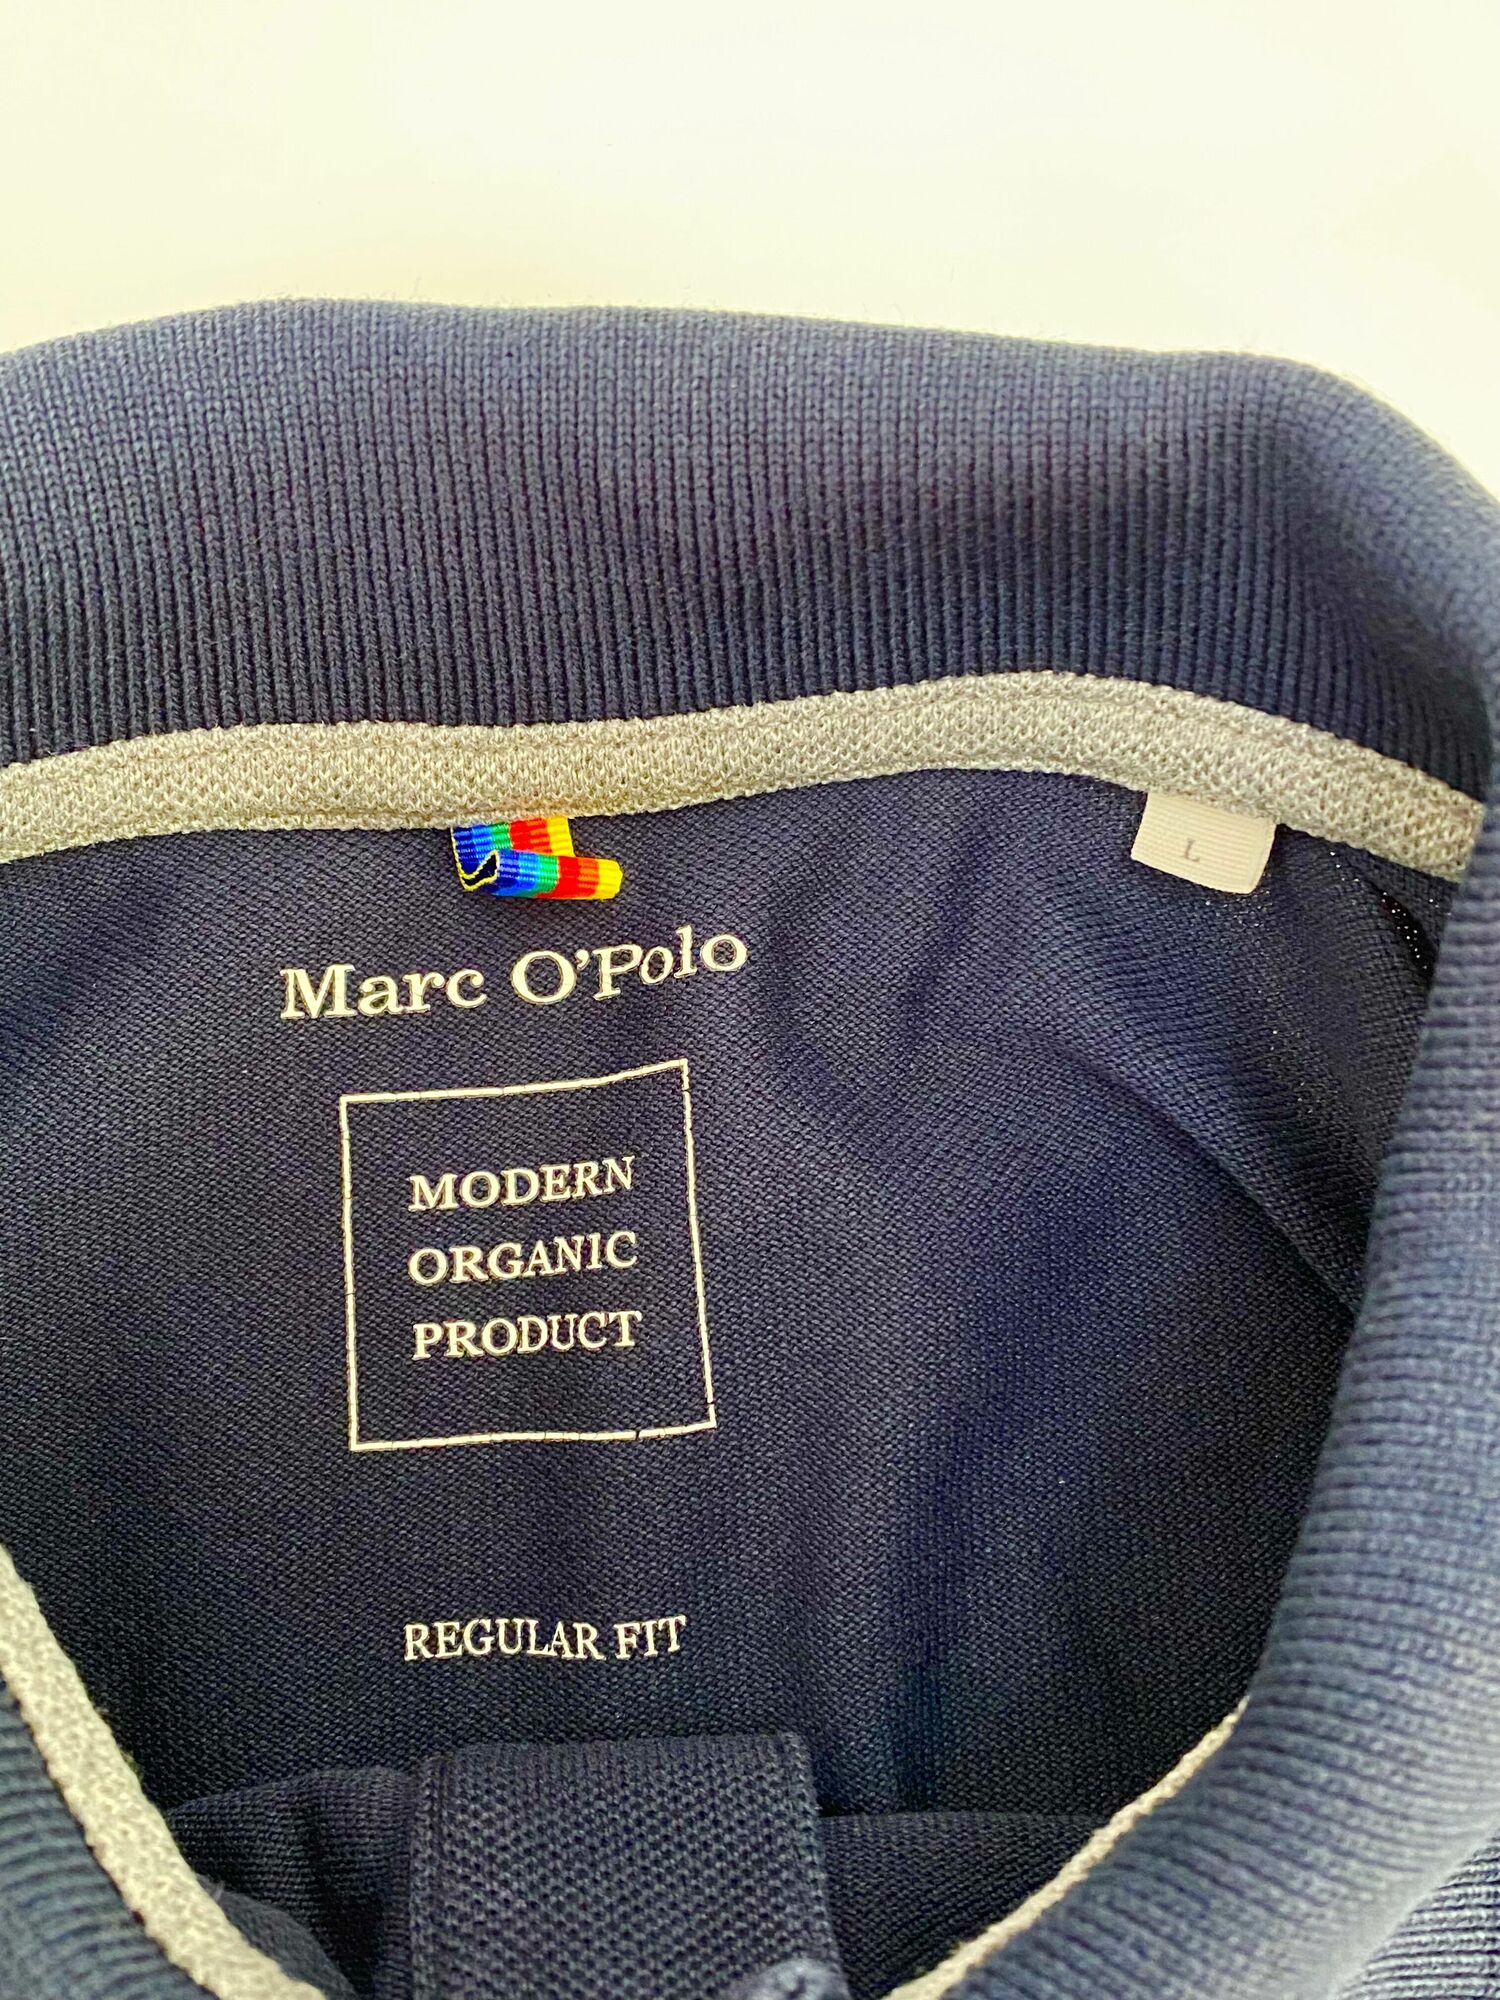 L
Marc O'Polo
MODERN
ORGANIC
PRODUCT
REGULAR FIT